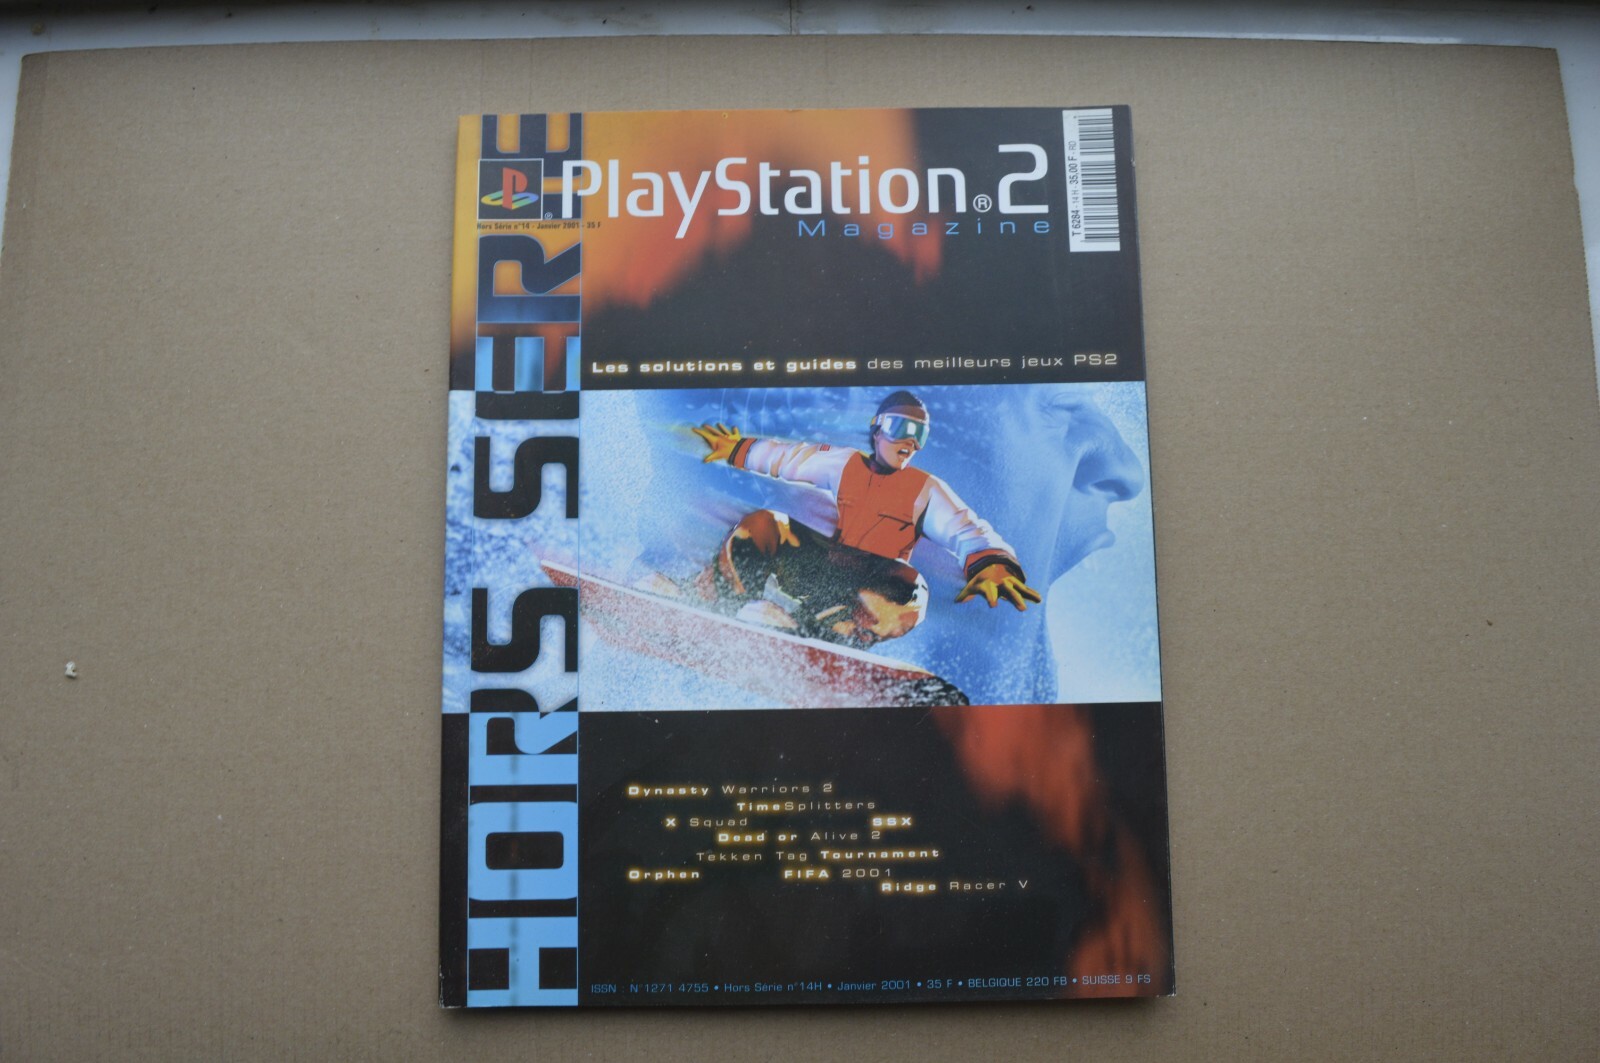 HORS SERIE
PlayStation®2
Magazine
Hors Série n°14 - Janvier 2001 - 35 F
T 6284 - 14 H - 35,00 F - RD
Les solutions et guides des meilleurs jeux PS2
Dynasty Warriors 2
TimeSplitters
X Squad SSX
Dead or Alive 2
Tekken Tag Tournament
Orphen FIFA 2001
Ridge Racer V
ISSN : N°1271 4755 • Hors Série n°14H • Janvier 2001 • 35 F • BELGIQUE 220 FB • SUISSE 9 FS